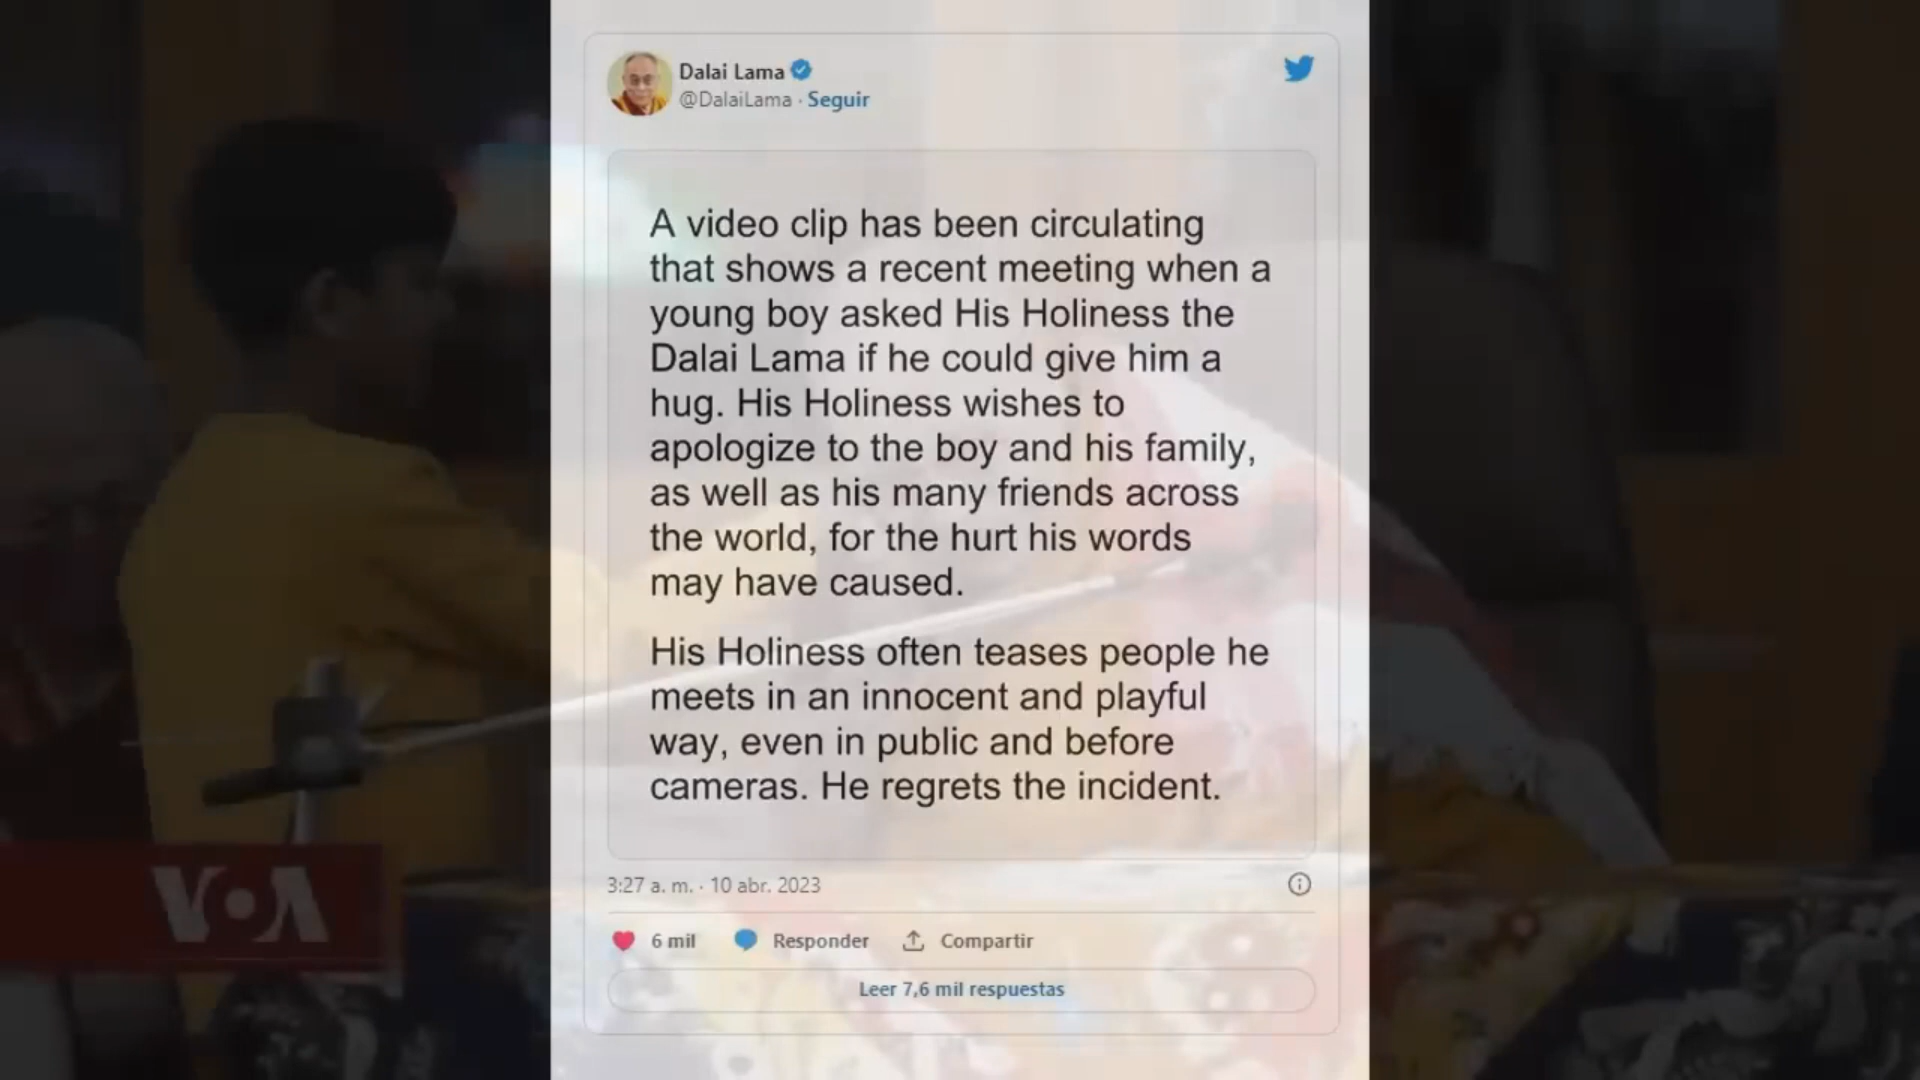 Dalai Lama
@DalaiLama · Seguir
A video clip has been circulating
that shows a recent meeting when a
young boy asked His Holiness the
Dalai Lama if he could give him a
hug. His Holiness wishes to
apologize to the boy and his family,
as well as his many friends across
the world, for the hurt his words
may have caused.
His Holiness often teases people he
meets in an innocent and playful
way, even in public and before
cameras. He regrets the incident.
3:27 a. m. · 10 abr. 2023
6 mil Responder Compartir
Leer 7,6 mil respuestas
VOA